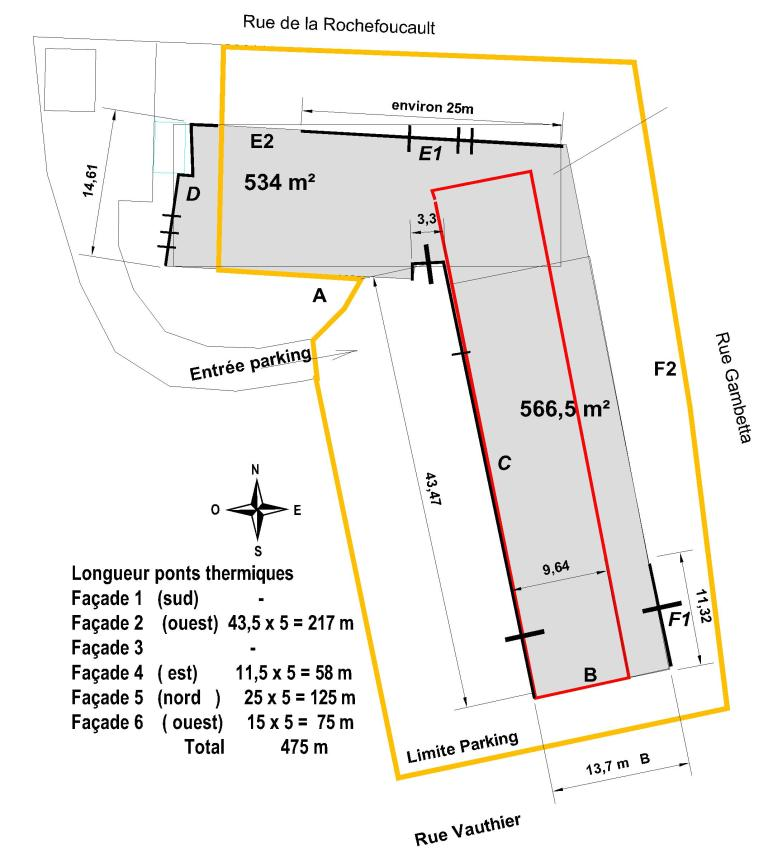 Rue de la Rochefoucault
environ 25m
E2
E1
14,61
D
534 m²
3,3
A
Entrée parking
F2
Rue Gambetta
566,5 m²
43,47
C
N
O
E
S
9,64
11,32
F1
Longueur ponts thermiques
Façade 1 (sud) -
Façade 2 (ouest) 43,5 x 5 = 217 m
Façade 3 -
Façade 4 ( est) 11,5 x 5 = 58 m
Façade 5 (nord ) 25 x 5 = 125 m
Façade 6 ( ouest) 15 x 5 = 75 m
Total 475 m
B
Limite Parking
13,7 m B
Rue Vauthier